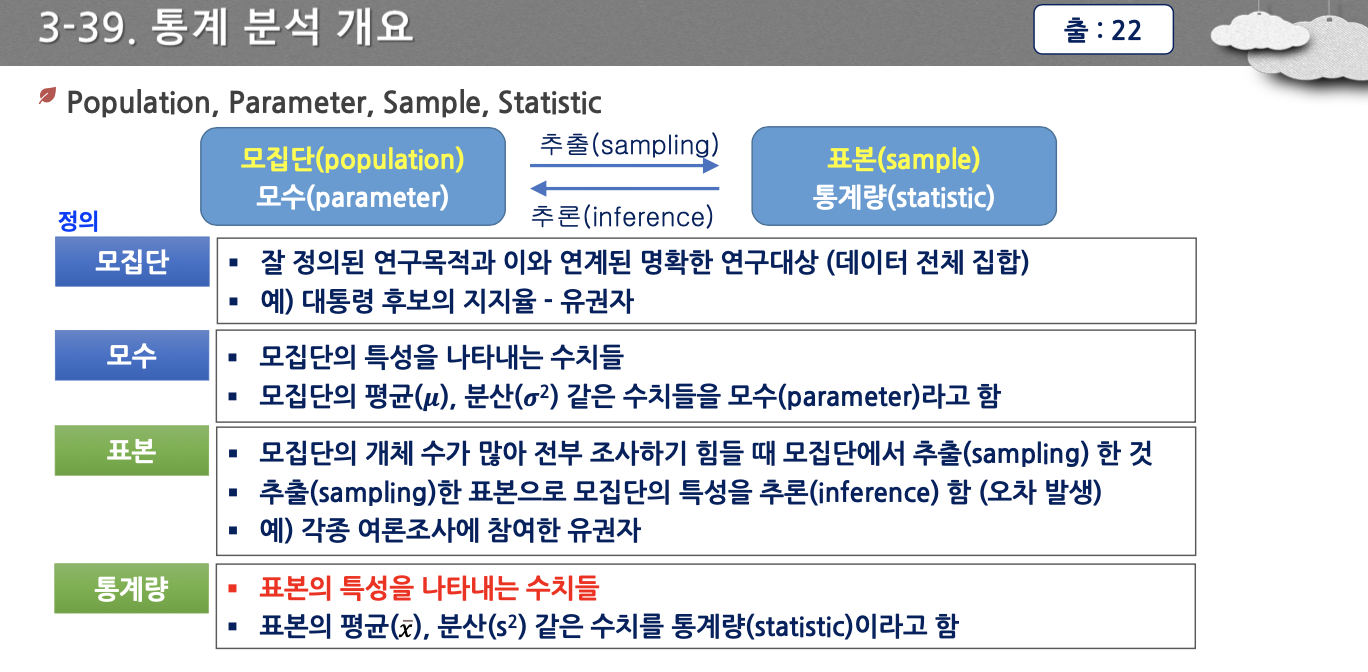 3-39. 통계 분석 개요
출 : 22
Population, Parameter, Sample, Statistic
모집단(population)
모수(parameter)
추출(sampling)
추론(inference)
표본(sample)
통계량(statistic)
정의
모집단
▪ 잘 정의된 연구목적과 이와 연계된 명확한 연구대상 (데이터 전체 집합)
▪ 예) 대통령 후보의 지지율 - 유권자
모수
▪ 모집단의 특성을 나타내는 수치들
▪ 모집단의 평균(μ), 분산(σ²) 같은 수치들을 모수(parameter)라고 함
표본
▪ 모집단의 개체 수가 많아 전부 조사하기 힘들 때 모집단에서 추출(sampling) 한 것
▪ 추출(sampling)한 표본으로 모집단의 특성을 추론(inference) 함 (오차 발생)
▪ 예) 각종 여론조사에 참여한 유권자
통계량
▪ 표본의 특성을 나타내는 수치들
▪ 표본의 평균(x̄), 분산(s²) 같은 수치를 통계량(statistic)이라고 함